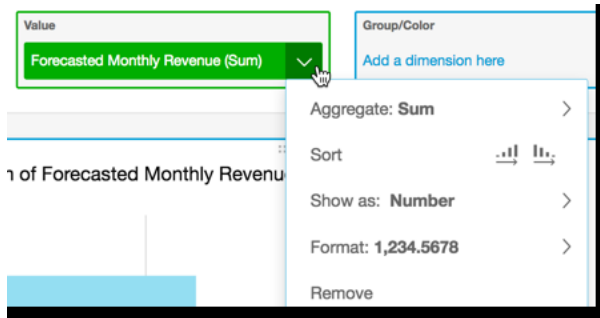 Value
Group/Color
Forecasted Monthly Revenue (Sum)
Add a dimension here
Aggregate: Sum
Sort
of Forecasted Monthly Revenu
Show as: Number
Format: 1,234.5678
Remove